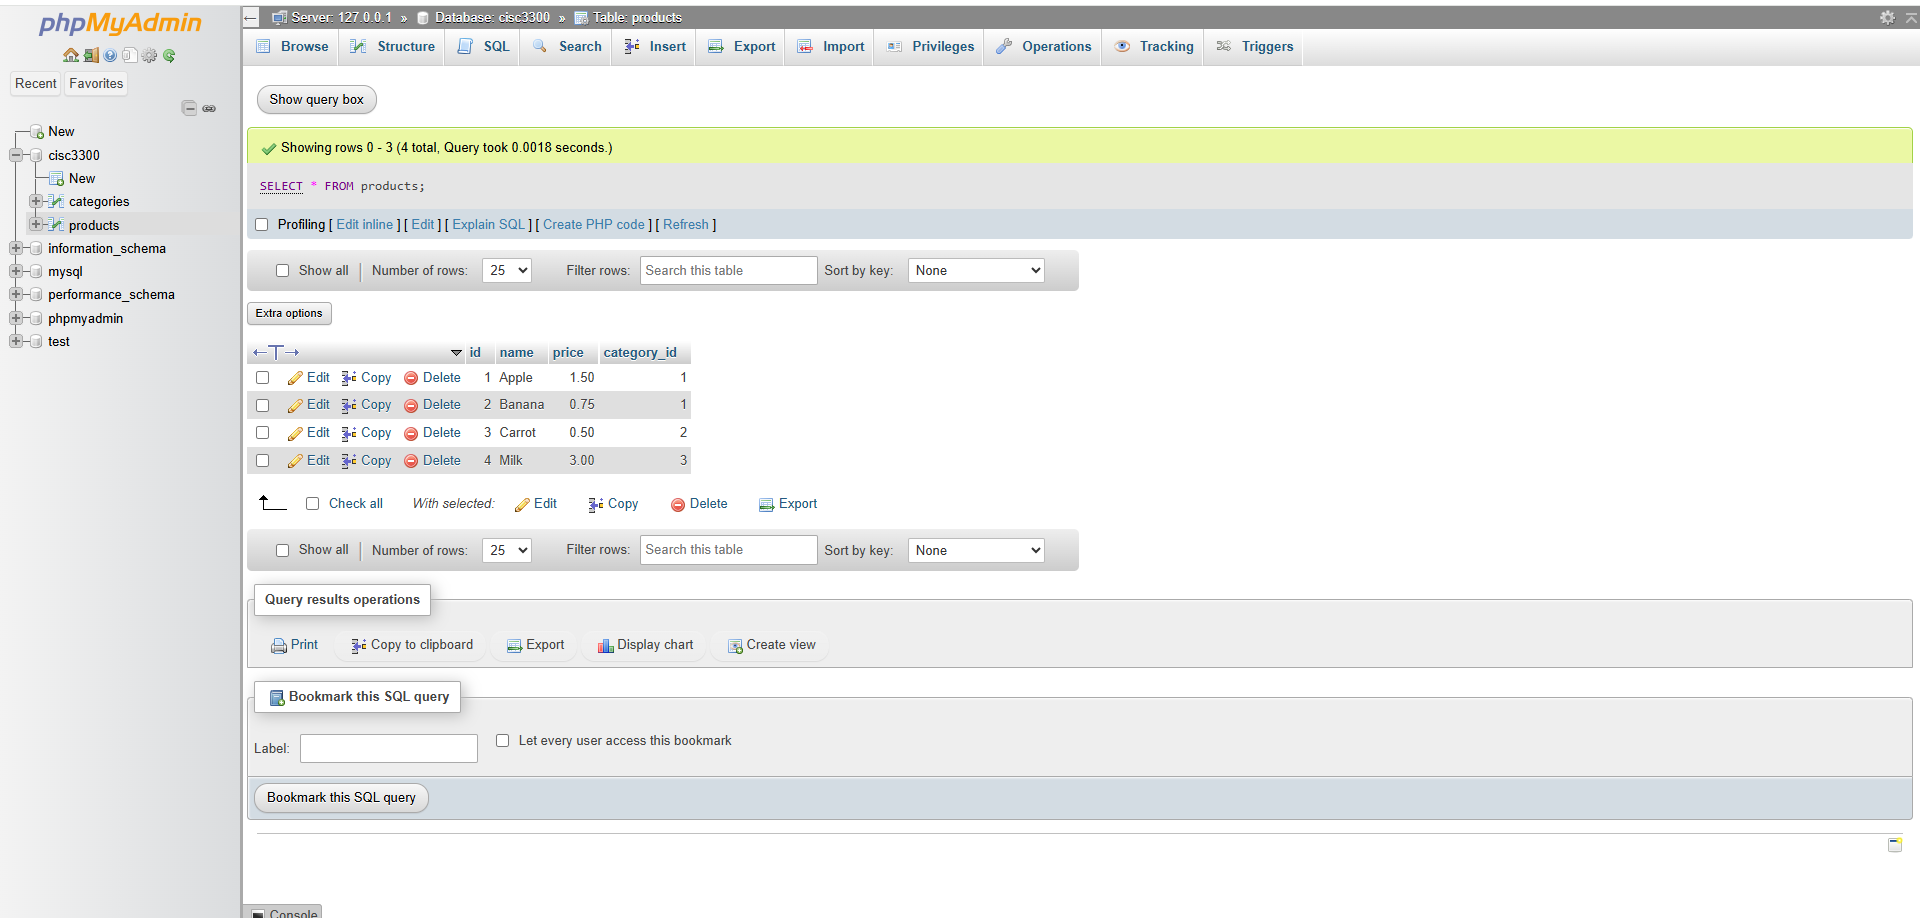 phpMyAdmin
Recent Favorites
New
cisc3300
New
categories
products
information_schema
mysql
performance_schema
phpmyadmin
test
Server: 127.0.0.1 » Database: cisc3300 » Table: products
Browse Structure SQL Search Insert Export Import Privileges Operations Tracking Triggers
Show query box
Showing rows 0 - 3 (4 total, Query took 0.0018 seconds.)
SELECT * FROM products;
Profiling [ Edit inline ] [ Edit ] [ Explain SQL ] [ Create PHP code ] [ Refresh ]
Show all Number of rows: 25 Filter rows: Search this table Sort by key: None
Extra options
←T→ id name price category_id
Edit Copy Delete 1 Apple 1.50 1
Edit Copy Delete 2 Banana 0.75 1
Edit Copy Delete 3 Carrot 0.50 2
Edit Copy Delete 4 Milk 3.00 3
Check all With selected: Edit Copy Delete Export
Show all Number of rows: 25 Filter rows: Search this table Sort by key: None
Query results operations
Print Copy to clipboard Export Display chart Create view
Bookmark this SQL query
Label: Let every user access this bookmark
Bookmark this SQL query
Console